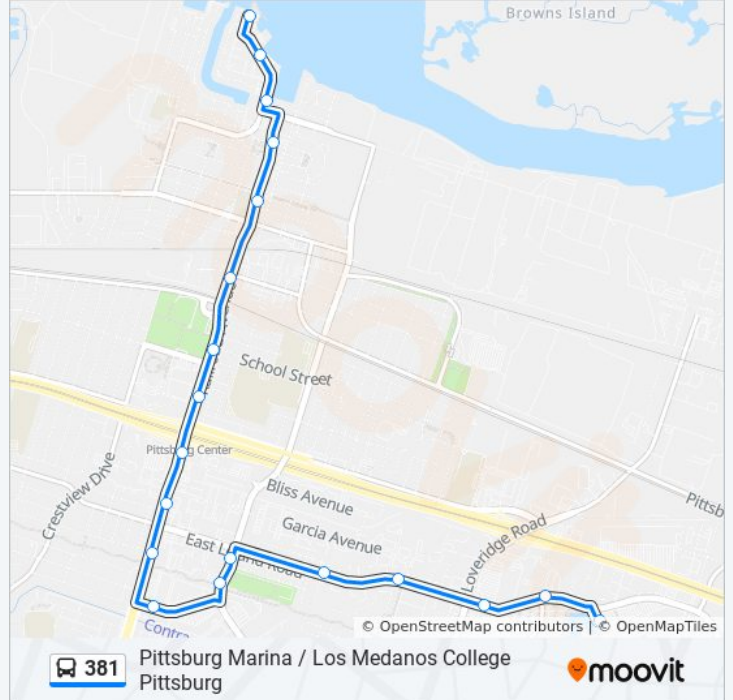 Browns Island
School Street
Pittsburg Center
Crestview Drive
Bliss Avenue
Garcia Avenue
Loveridge Road
East Leland Road
Pittsb
Contra
© OpenStreetMap contributors | © OpenMapTiles
381
Pittsburg Marina / Los Medanos College
Pittsburg
moovit